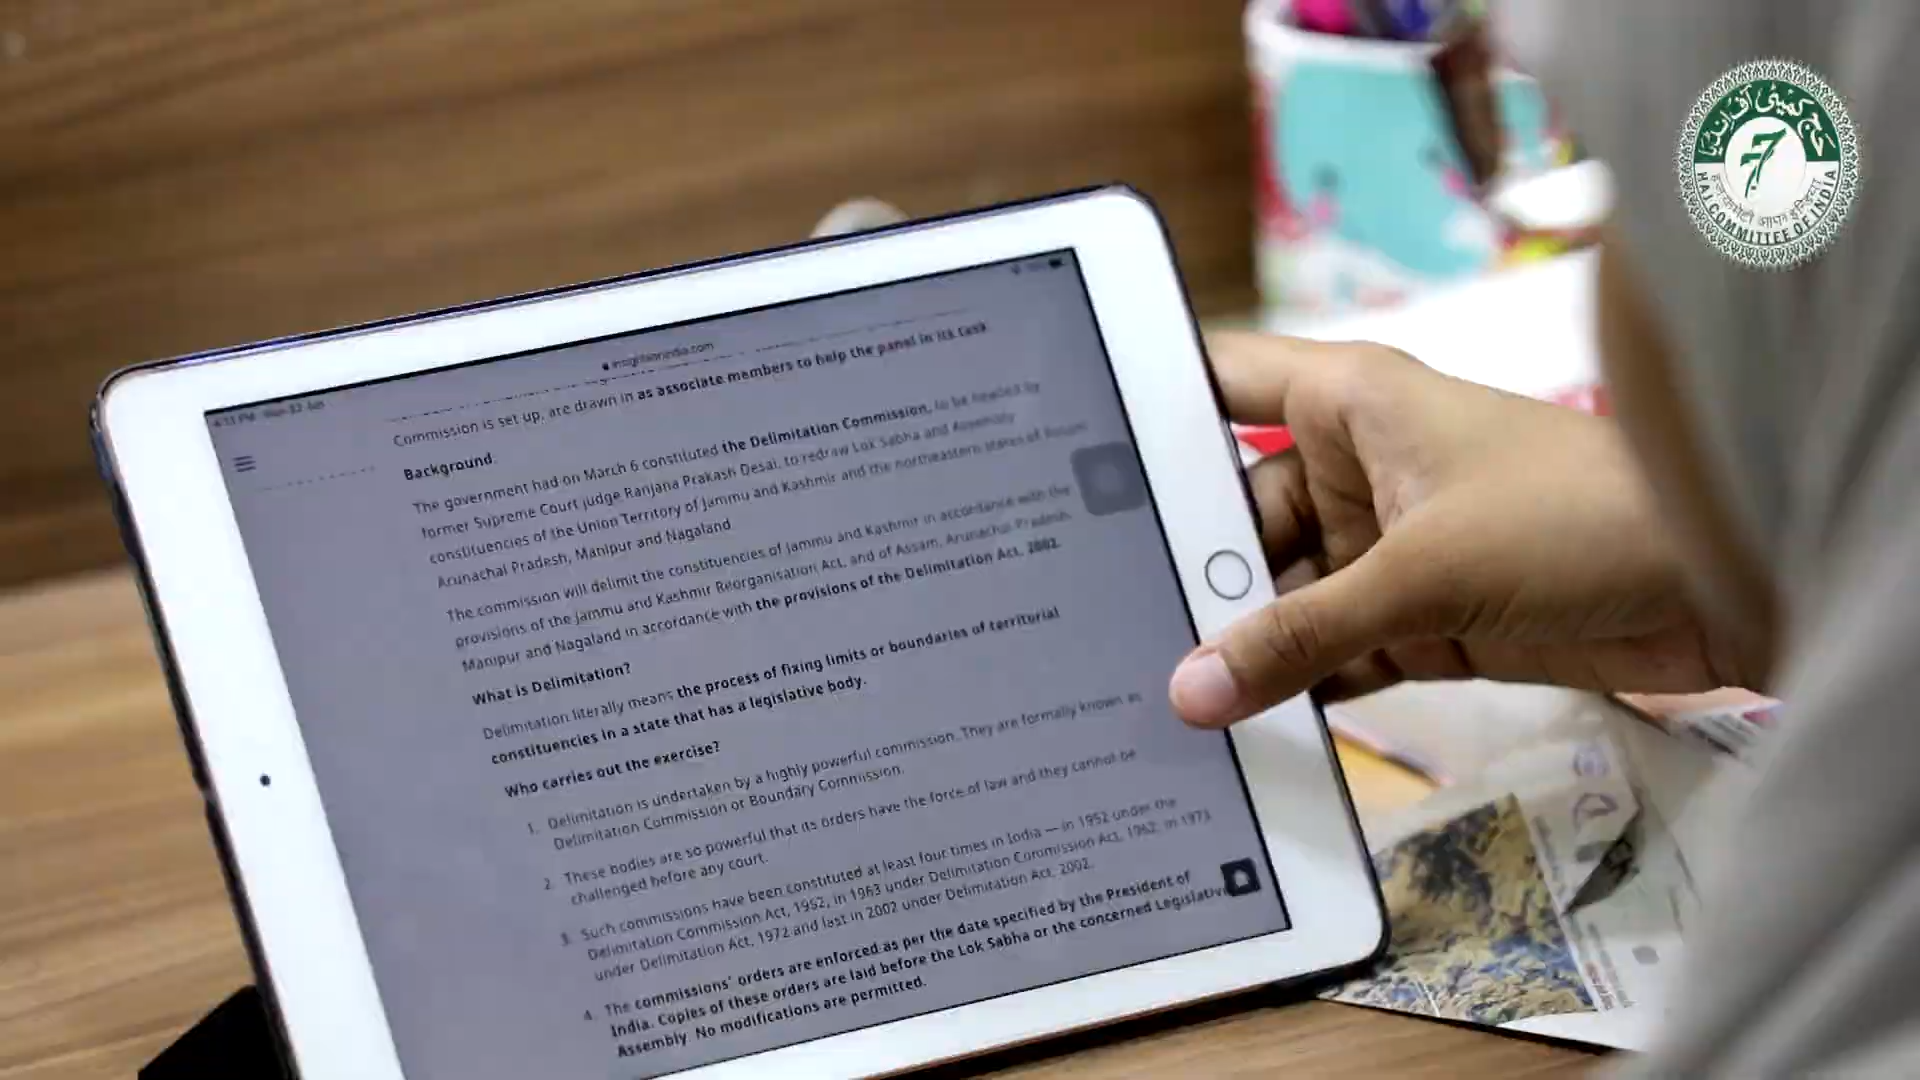 4:33 PM Mon 22 Jun
insightsonindia.com
Commission is set up, are drawn in as associate members to help the panel in its task
Background
The government had on March 6 constituted the Delimitation Commission, to be headed by
former Supreme Court judge Ranjana Prakash Desai, to redraw Lok Sabha and Assembly
constituencies of the Union Territory of Jammu and Kashmir and the northeastern states of Assam
Arunachal Pradesh, Manipur and Nagaland
The commission will delimit the constituencies of Jammu and Kashmir in accordance with the
provisions of the Jammu and Kashmir Reorganisation Act, and of Assam, Arunachal Pradesh,
Manipur and Nagaland in accordance with the provisions of the Delimitation Act, 2002.
What is Delimitation?
Delimitation literally means the process of fixing limits or boundaries of territorial
constituencies in a state that has a legislative body.
Who carries out the exercise?
1. Delimitation is undertaken by a highly powerful commission. They are formally known as
Delimitation Commission or Boundary Commission.
2. These bodies are so powerful that its orders have the force of law and they cannot be
challenged before any court.
3. Such commissions have been constituted at least four times in India — in 1952 under the
Delimitation Commission Act, 1952, in 1963 under Delimitation Commission Act, 1962, in 1973
under Delimitation Act, 1972 and last in 2002 under Delimitation Act, 2002.
4. The commissions' orders are enforced as per the date specified by the President of
India. Copies of these orders are laid before the Lok Sabha or the concerned Legislative
Assembly. No modifications are permitted.
حج کمیٹی آف انڈیا
हज कमेटी आफ इंडिया
HAJ COMMITTEE OF INDIA